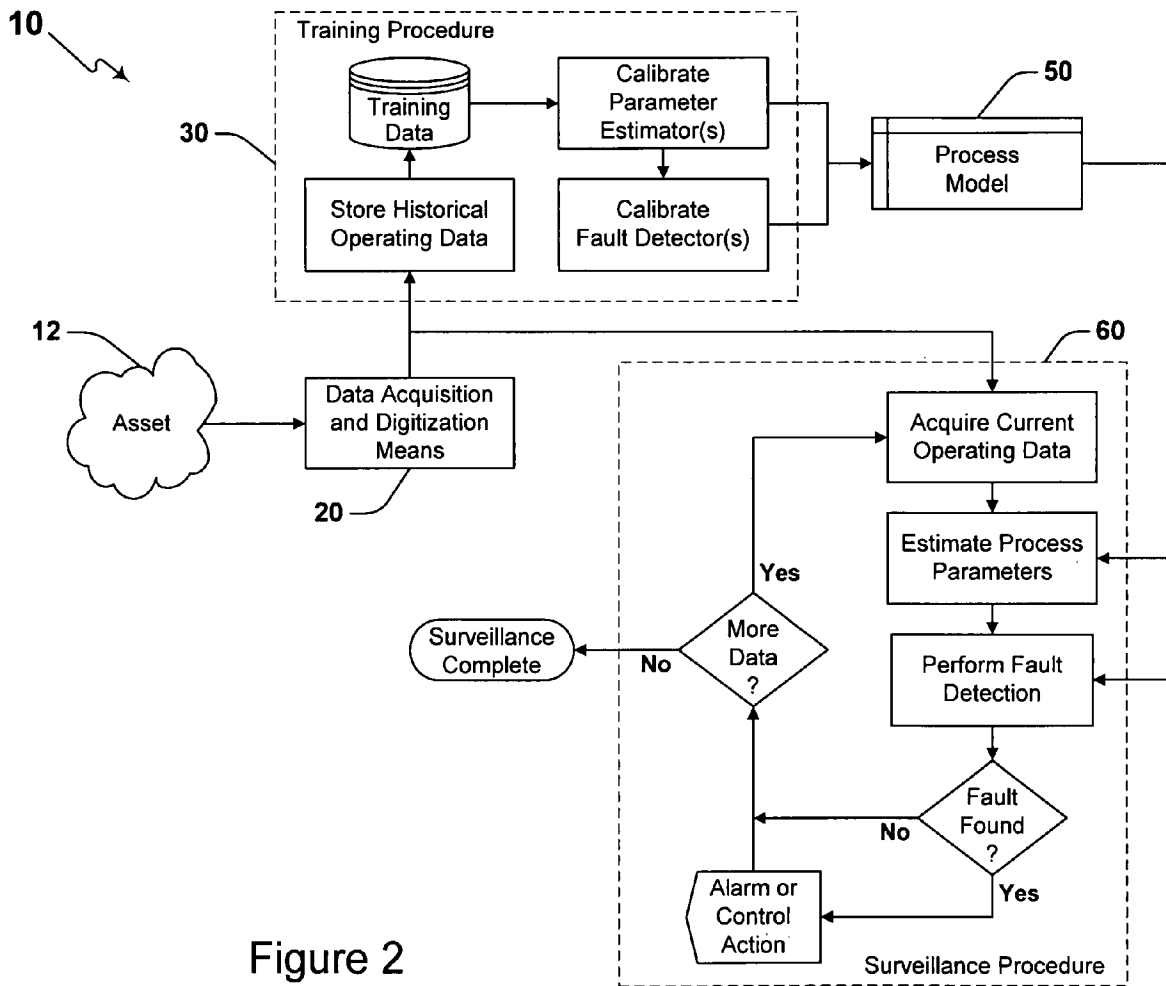 10
Training Procedure
30
Training
Data
Calibrate
Parameter
Estimator(s)
50
Process
Model
Store Historical
Operating Data
Calibrate
Fault Detector(s)
12
Asset
Data Acquisition
and Digitization
Means
20
60
Acquire Current
Operating Data
Estimate Process
Parameters
Yes
Surveillance
Complete
No
More
Data
?
Perform Fault
Detection
Fault
Found
?
No
Yes
Alarm or
Control
Action
Surveillance Procedure
Figure 2